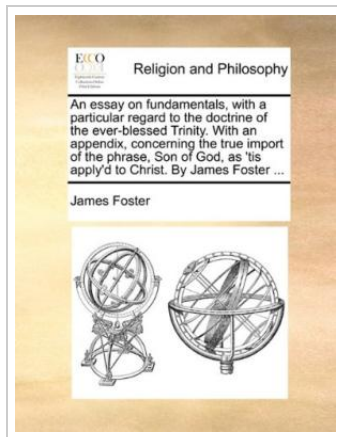 ECCO
Religion and Philosophy
An essay on fundamentals, with a
particular regard to the doctrine of
the ever-blessed Trinity. With an
appendix, concerning the true import
of the phrase, Son of God, as 'tis
apply'd to Christ. By James Foster ...
James Foster